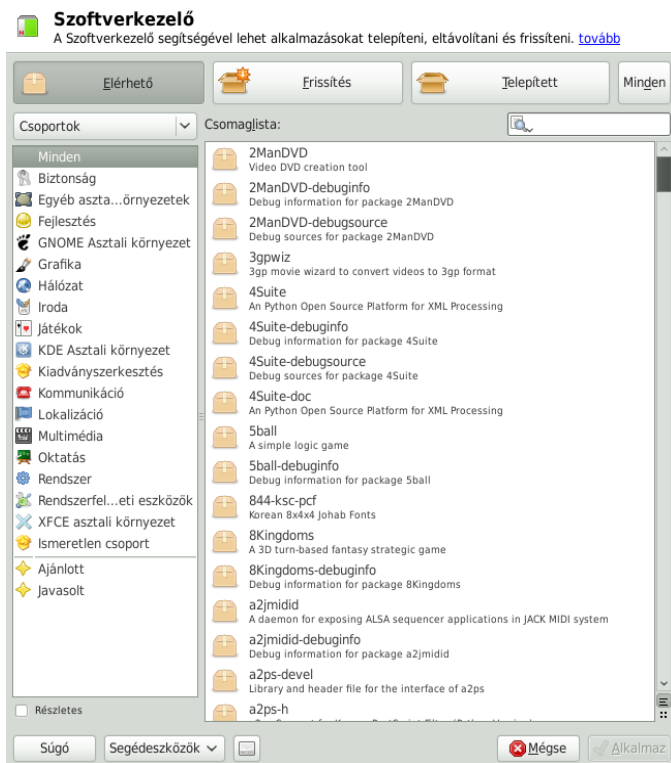 Szoftverkezelő
A Szoftverkezelő segítségével lehet alkalmazásokat telepíteni, eltávolítani és frissíteni. tovább
Elérhető
Frissítés
Telepített
Minden
Csoportok
Csomaglista:
Minden
Biztonság
Egyéb aszta...örnyezetek
Fejlesztés
GNOME Asztali környezet
Grafika
Hálózat
Iroda
Játékok
KDE Asztali környezet
Kiadványszerkesztés
Kommunikáció
Lokalizáció
Multimédia
Oktatás
Rendszer
Rendszerfel...eti eszközök
XFCE asztali környezet
Ismeretlen csoport
Ajánlott
Javasolt
Részletes
2ManDVD
Video DVD creation tool
2ManDVD-debuginfo
Debug information for package 2ManDVD
2ManDVD-debugsource
Debug sources for package 2ManDVD
3gpwiz
3gp movie wizard to convert videos to 3gp format
4Suite
An Python Open Source Platform for XML Processing
4Suite-debuginfo
Debug information for package 4Suite
4Suite-debugsource
Debug sources for package 4Suite
4Suite-doc
An Python Open Source Platform for XML Processing
5ball
A simple logic game
5ball-debuginfo
Debug information for package 5ball
844-ksc-pcf
Korean 8x4x4 Johab Fonts
8Kingdoms
A 3D turn-based fantasy strategic game
8Kingdoms-debuginfo
Debug information for package 8Kingdoms
a2jmidid
A daemon for exposing ALSA sequencer applications in JACK MIDI system
a2jmidid-debuginfo
Debug information for package a2jmidid
a2ps-devel
Library and header file for the interface of a2ps
a2ps-h
Súgó
Segédeszközök
Mégse
Alkalmaz